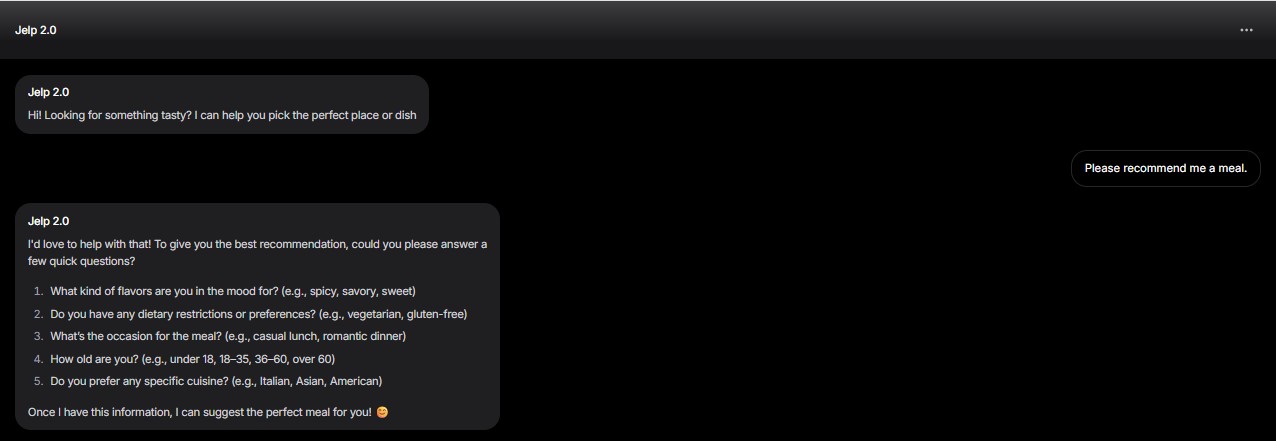 Jelp 2.0
Jelp 2.0
Hi! Looking for something tasty? I can help you pick the perfect place or dish
Please recommend me a meal.
Jelp 2.0
I'd love to help with that! To give you the best recommendation, could you please answer a
few quick questions?
1. What kind of flavors are you in the mood for? (e.g., spicy, savory, sweet)
2. Do you have any dietary restrictions or preferences? (e.g., vegetarian, gluten-free)
3. What's the occasion for the meal? (e.g., casual lunch, romantic dinner)
4. How old are you? (e.g., under 18, 18–35, 36–60, over 60)
5. Do you prefer any specific cuisine? (e.g., Italian, Asian, American)
Once I have this information, I can suggest the perfect meal for you! 😋